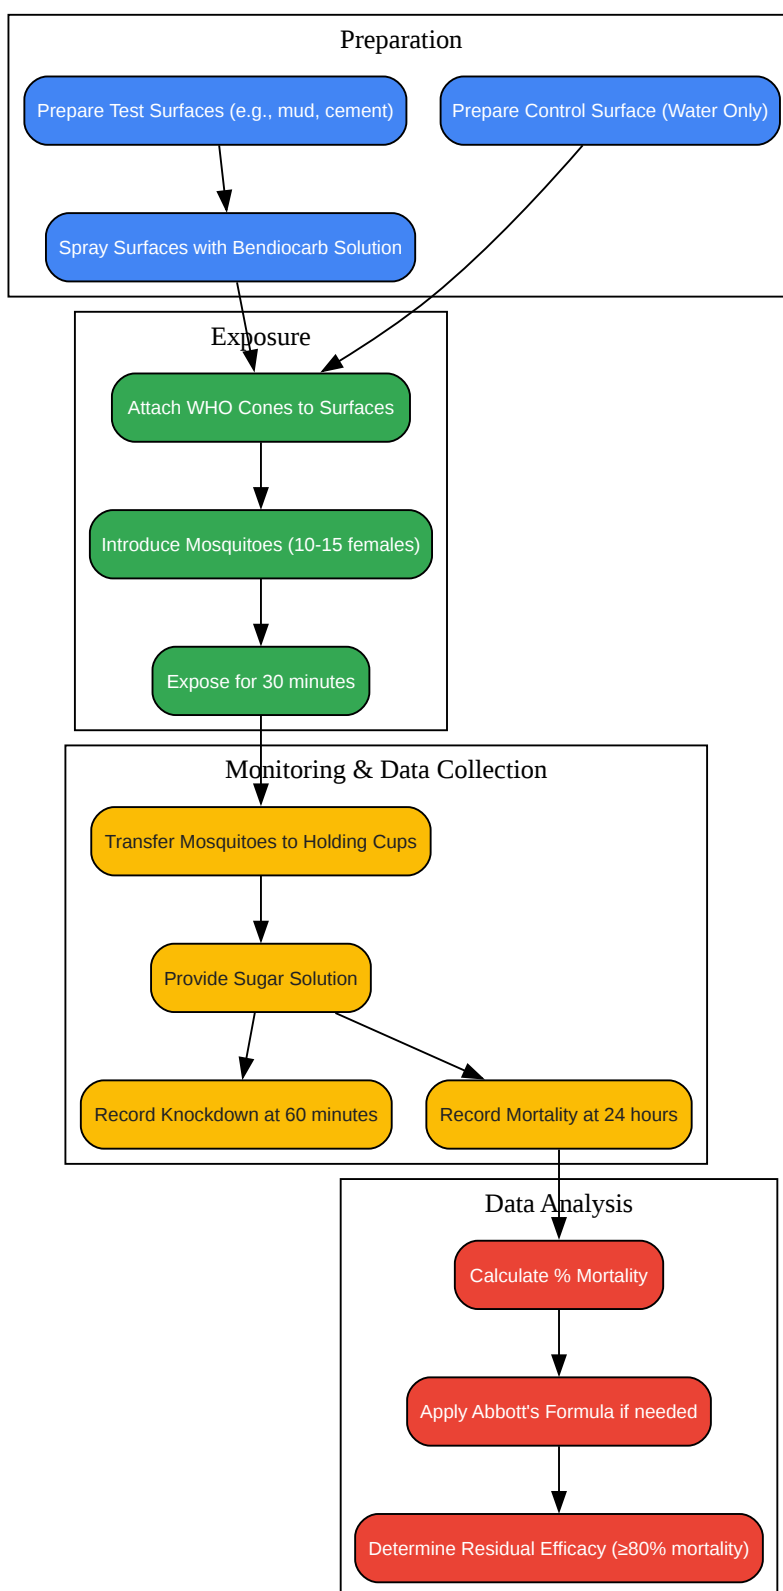 Preparation
Prepare Test Surfaces (e.g., mud, cement)
Prepare Control Surface (Water Only)
Spray Surfaces with Bendiocarb Solution
Exposure
Attach WHO Cones to Surfaces
Introduce Mosquitoes (10-15 females)
Expose for 30 minutes
Monitoring & Data Collection
Transfer Mosquitoes to Holding Cups
Provide Sugar Solution
Record Knockdown at 60 minutes
Record Mortality at 24 hours
Data Analysis
Calculate % Mortality
Apply Abbott's Formula if needed
Determine Residual Efficacy (≥80% mortality)